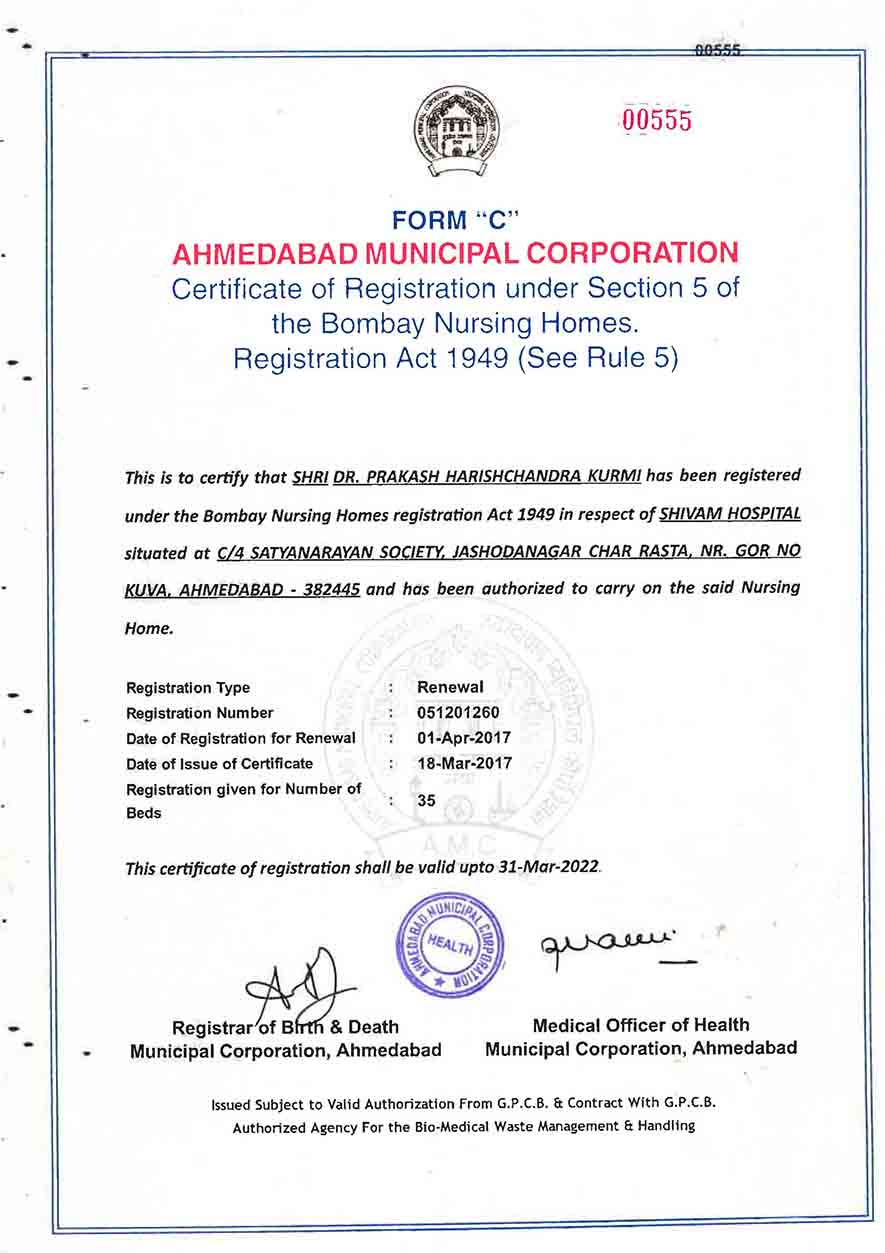 00555
00555
FORM “C”
AHMEDABAD MUNICIPAL CORPORATION
Certificate of Registration under Section 5 of
the Bombay Nursing Homes.
Registration Act 1949 (See Rule 5)
This is to certify that SHRI DR. PRAKASH HARISHCHANDRA KURMI has been registered
under the Bombay Nursing Homes registration Act 1949 in respect of SHIVAM HOSPITAL
situated at C/4 SATYANARAYAN SOCIETY, JASHODANAGAR CHAR RASTA, NR. GOR NO
KUVA, AHMEDABAD - 382445 and has been authorized to carry on the said Nursing
Home.
Registration Type : Renewal
Registration Number : 051201260
Date of Registration for Renewal : 01-Apr-2017
Date of Issue of Certificate : 18-Mar-2017
Registration given for Number of
Beds : 35
A.M.C
This certificate of registration shall be valid upto 31-Mar-2022.
AHMEDABAD MUNICIPAL CORPORATION
HEALTH
Registrar of Birth & Death
Municipal Corporation, Ahmedabad
Medical Officer of Health
Municipal Corporation, Ahmedabad
Issued Subject to Valid Authorization From G.P.C.B. & Contract With G.P.C.B.
Authorized Agency For the Bio-Medical Waste Management & Handling